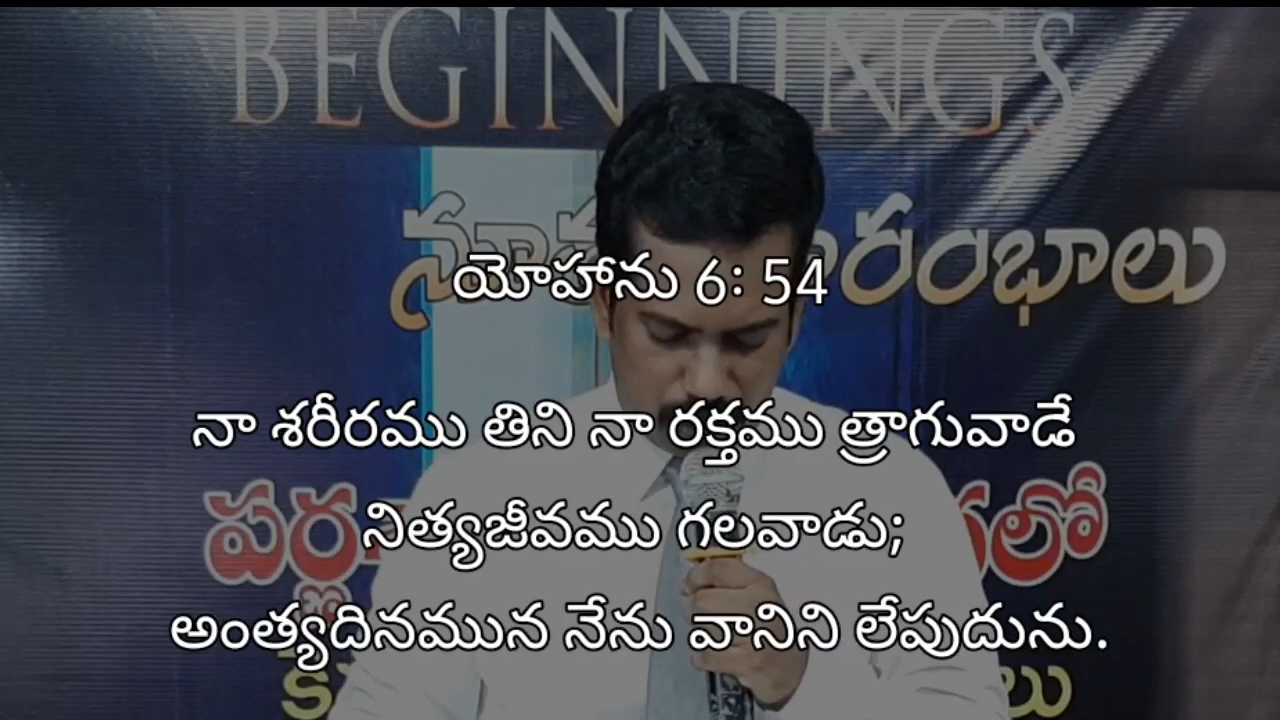 BEGINNINGS
యోహాను 6: 54
నా శరీరము తిని నా రక్తము త్రాగువాడే
నిత్యజీవము గలవాడు;
అంత్యదినమున నేను వానిని లేపుదును.